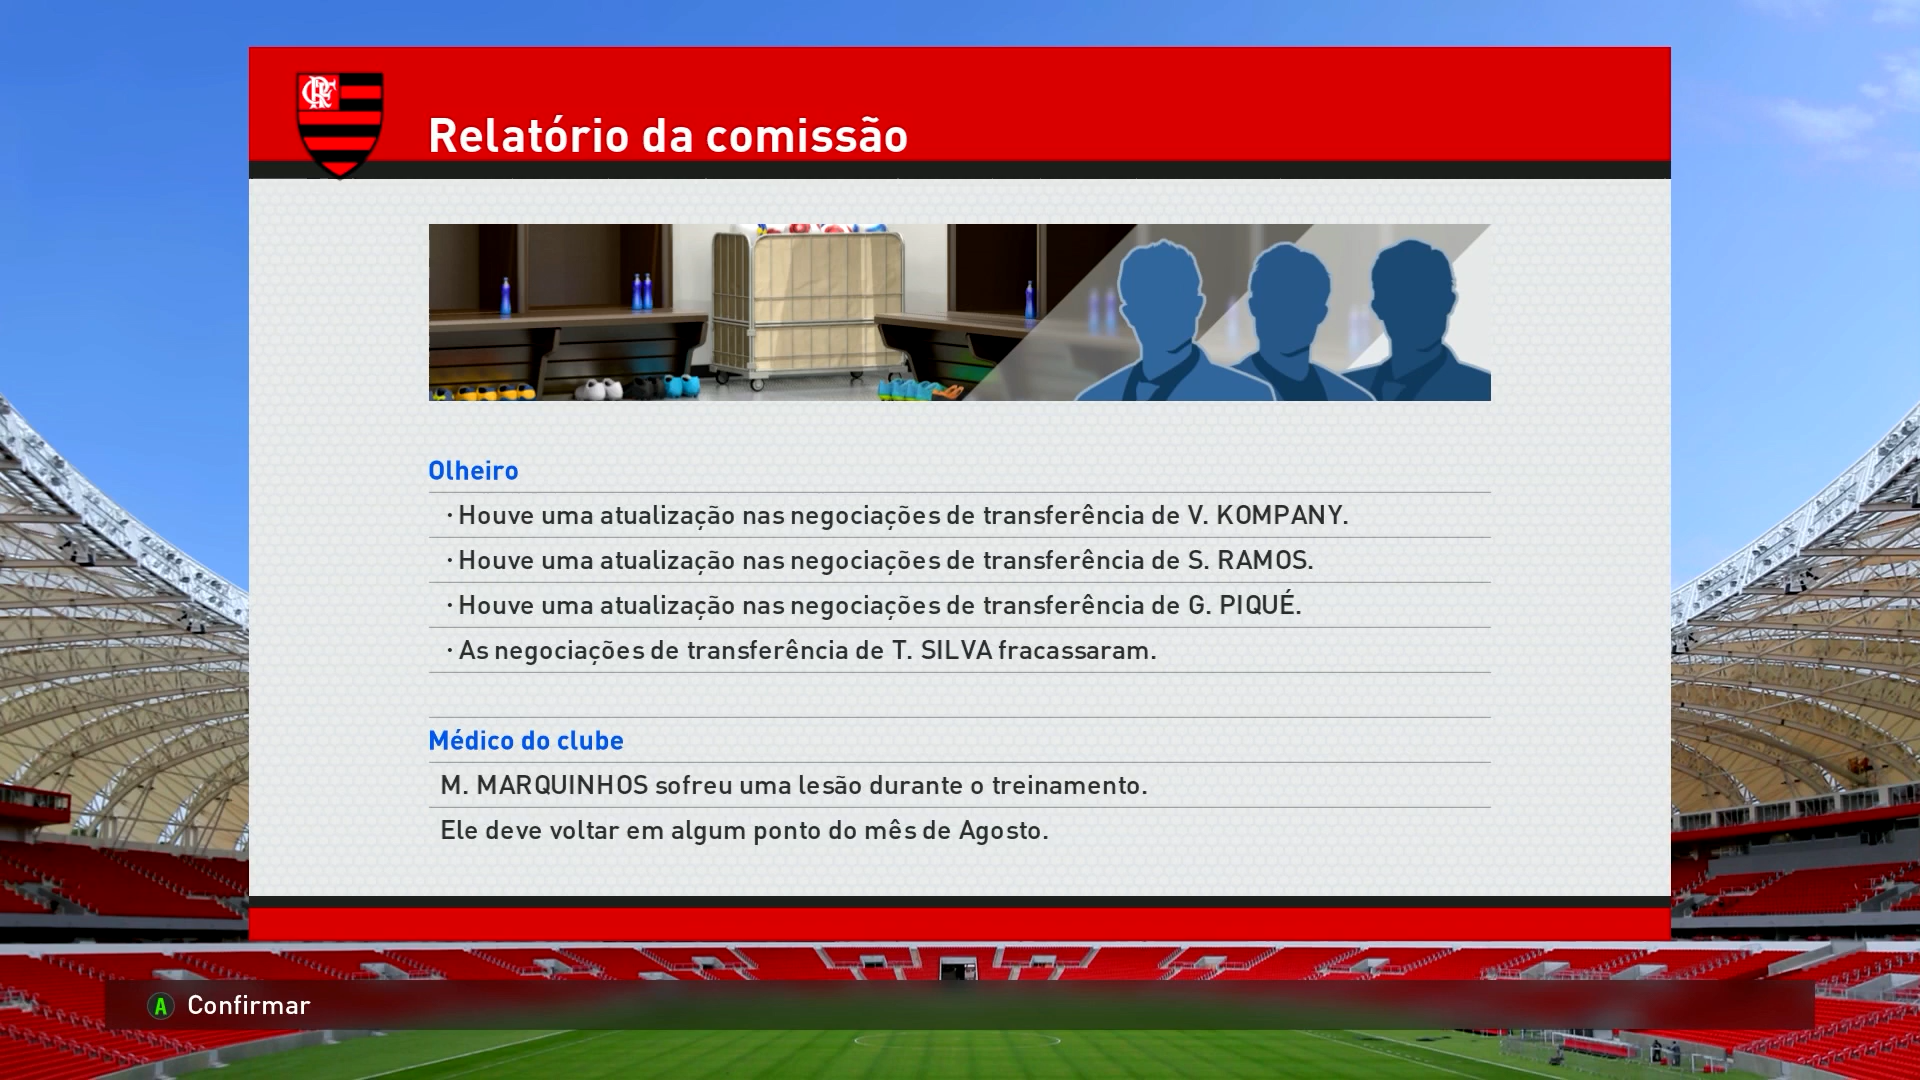 CRF
Relatório da comissão
Olheiro
· Houve uma atualização nas negociações de transferência de V. KOMPANY.
· Houve uma atualização nas negociações de transferência de S. RAMOS.
· Houve uma atualização nas negociações de transferência de G. PIQUÉ.
· As negociações de transferência de T. SILVA fracassaram.
Médico do clube
M. MARQUINHOS sofreu uma lesão durante o treinamento.
Ele deve voltar em algum ponto do mês de Agosto.
A Confirmar